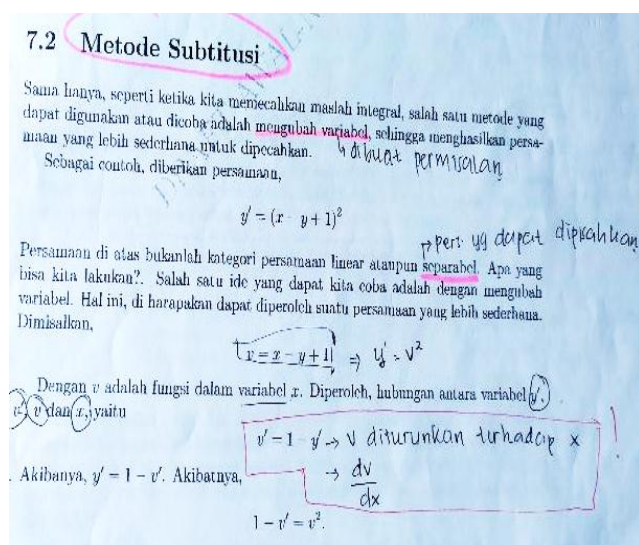 7.2 Metode Subtitusi
Sama hanya, seperti ketika kita memecahkan maslah integral, salah satu metode yang
dapat digunakan atau dicoba adalah mengubah variabel, sehingga menghasilkan persa-
maan yang lebih sederhana untuk dipecahkan. ↳ dibuat permisalan
Sebagai contoh, diberikan persamaan,
y' = (x - y + 1)²
↱ pers. yg dapat dipisahkan
Persamaan di atas bukanlah kategori persamaan linear ataupun separabel. Apa yang
bisa kita lakukan?. Salah satu ide yang dapat kita coba adalah dengan mengubah
variabel. Hal ini, di harapakan dapat diperoleh suatu persamaan yang lebih sederhana.
Dimisalkan,
v = x - y + 1 ⇒ y' = v²
Dengan v adalah fungsi dalam variabel x. Diperoleh, hubungan antara variabel y',
v', v dan x, yaitu
v' = 1 - y' → v diturunkan terhadap x !
→ dv
dx
Akibanya, y' = 1 - v'. Akibatnya,
1 - v' = v².